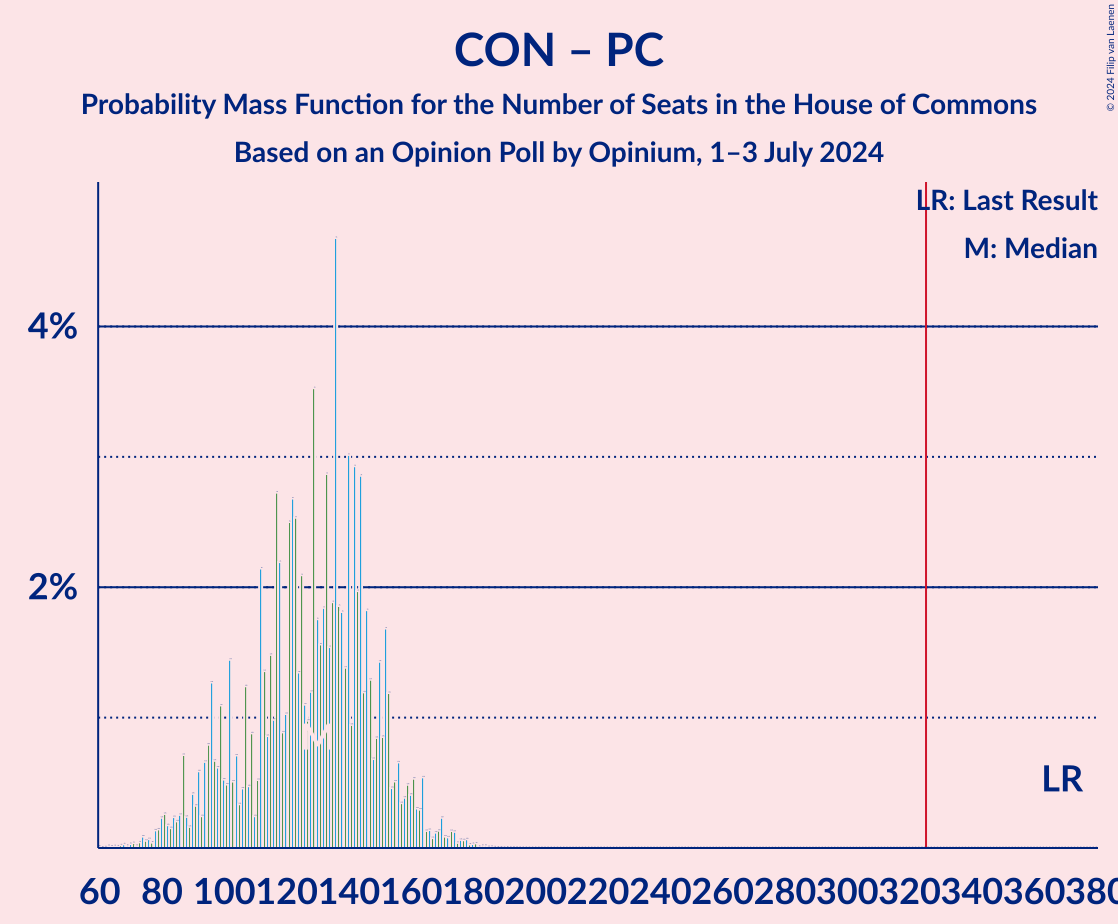 CON – PC
Probability Mass Function for the Number of Seats in the House of Commons
Based on an Opinion Poll by Opinium, 1–3 July 2024
© 2024 Filip van Laenen
LR: Last Result
M: Median
4%
2%
M
LR
60 80 100 120 140 160 180 200 220 240 260 280 300 320 340 360 380